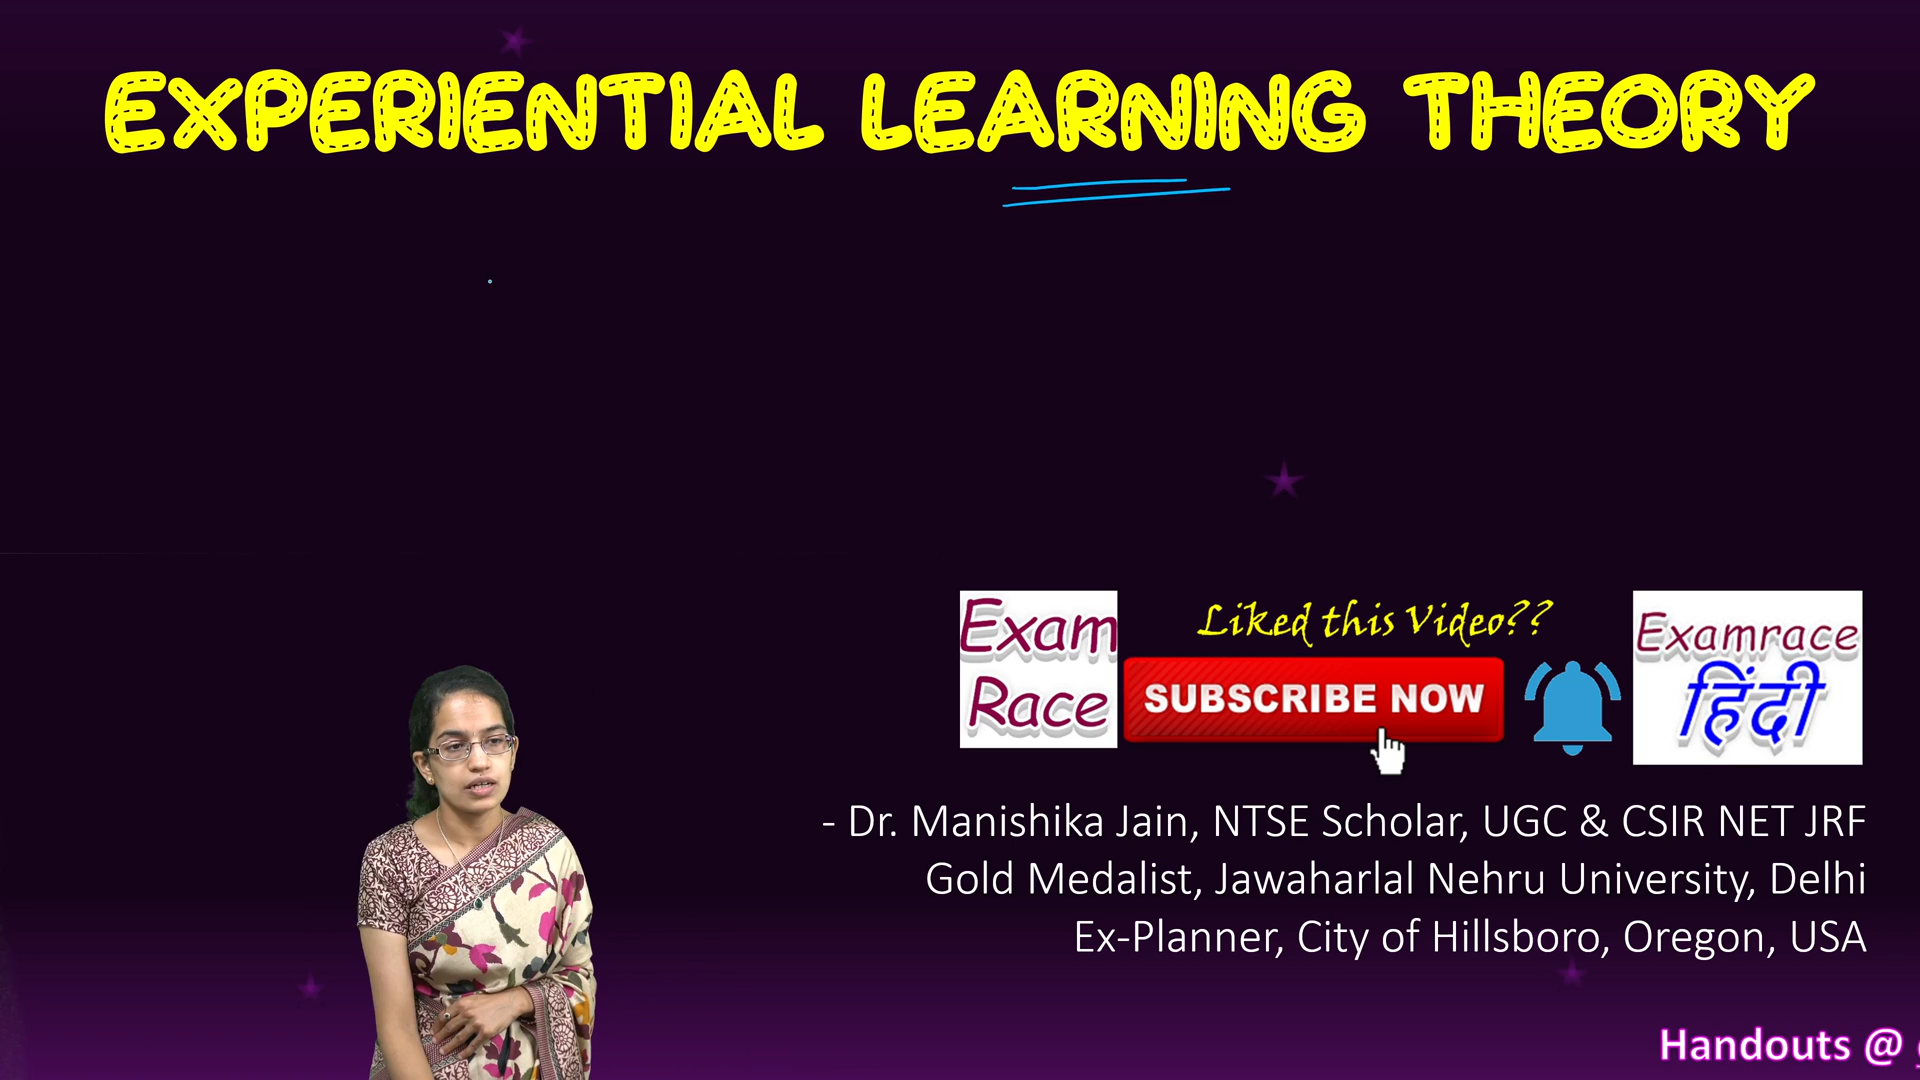 EXPERIENTIAL LEARNING THEORY
Exam
Race
Liked this Video??
SUBSCRIBE NOW
Examrace
हिंदी
- Dr. Manishika Jain, NTSE Scholar, UGC & CSIR NET JRF
Gold Medalist, Jawaharlal Nehru University, Delhi
Ex-Planner, City of Hillsboro, Oregon, USA
Handouts @